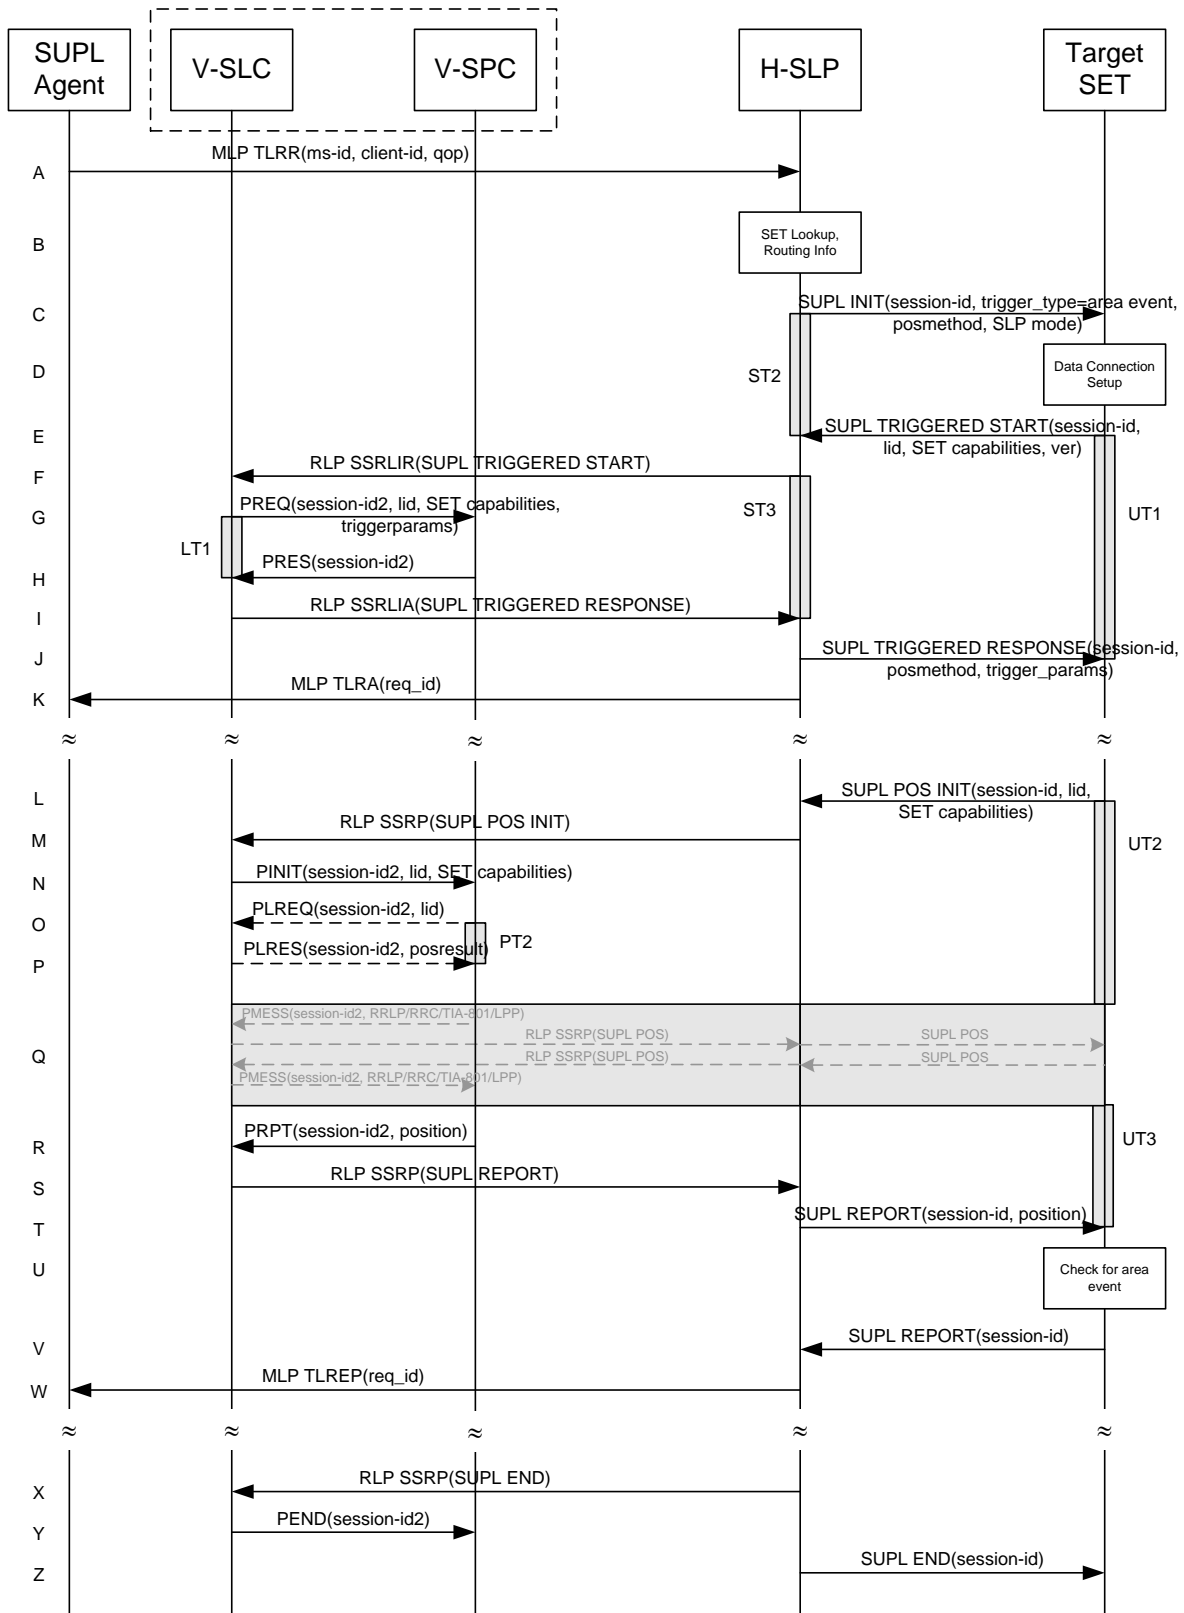 SUPL
Agent
V-SLC
V-SPC
H-SLP
Target
SET
A
MLP TLRR(ms-id, client-id, qop)
B
SET Lookup,
Routing Info
C
SUPL INIT(session-id, trigger_type=area event,
posmethod, SLP mode)
D
ST2
Data Connection
Setup
E
SUPL TRIGGERED START(session-id,
lid, SET capabilities, ver)
F
RLP SSRLIR(SUPL TRIGGERED START)
G
PREQ(session-id2, lid, SET capabilities,
triggerparams)
ST3
UT1
LT1
H
PRES(session-id2)
I
RLP SSRLIA(SUPL TRIGGERED RESPONSE)
J
SUPL TRIGGERED RESPONSE(session-id,
posmethod, trigger_params)
K
MLP TLRA(req_id)
≈ ≈ ≈ ≈ ≈
L
SUPL POS INIT(session-id, lid,
SET capabilities)
M
RLP SSRP(SUPL POS INIT)
UT2
N
PINIT(session-id2, lid, SET capabilities)
O
PLREQ(session-id2, lid)
PT2
P
PLRES(session-id2, posresult)
PMESS(session-id2, RRLP/RRC/TIA-801/LPP)
RLP SSRP(SUPL POS)
SUPL POS
Q
RLP SSRP(SUPL POS)
SUPL POS
PMESS(session-id2, RRLP/RRC/TIA-801/LPP)
R
PRPT(session-id2, position)
UT3
S
RLP SSRP(SUPL REPORT)
T
SUPL REPORT(session-id, position)
U
Check for area
event
V
SUPL REPORT(session-id)
W
MLP TLREP(req_id)
≈ ≈ ≈ ≈ ≈
X
RLP SSRP(SUPL END)
Y
PEND(session-id2)
Z
SUPL END(session-id)